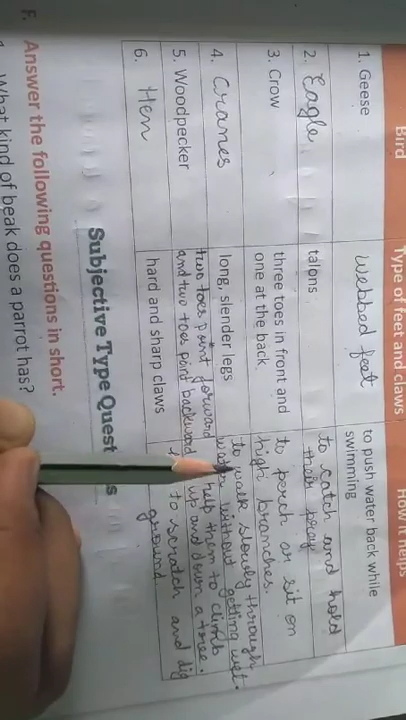 Bird Type of feet and claws How it helps
1. Geese Webbed feet to push water back while
swimming
2. Eagle talons to catch and hold
their pray
3. Crow three toes in front and
one at the back to perch or sit on
high branches.
4. Cranes long, slender legs to walk slowly through
water without getting wet.
5. Woodpecker two toes point forward
and two toes point backward help them to climb
up and down a tree.
6. Hen hard and sharp claws to scratch and dig
ground
Subjective Type Quest s
F. Answer the following questions in short.
What kind of beak does a parrot has?